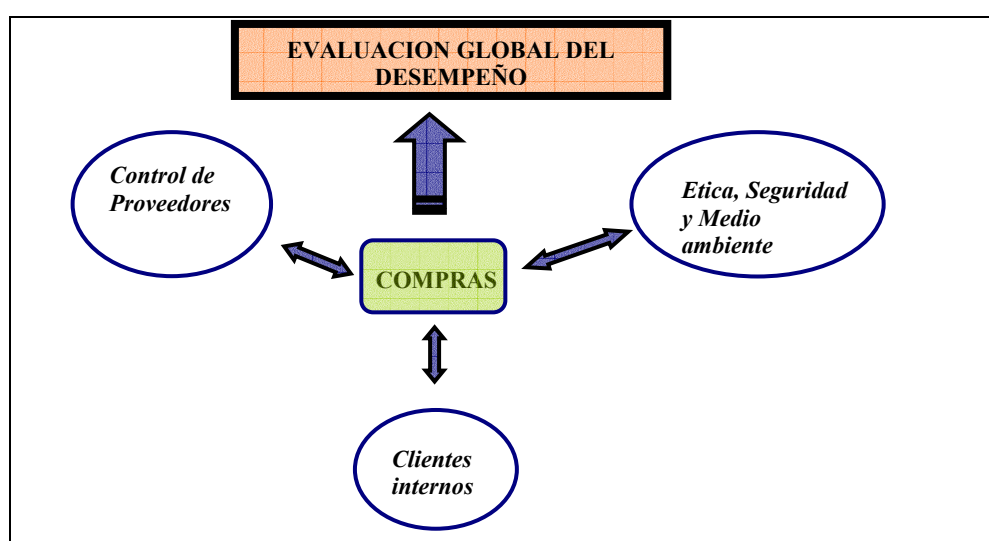 EVALUACION GLOBAL DEL
DESEMPEÑO
Control de
Proveedores
Etica, Seguridad
y Medio
ambiente
COMPRAS
Clientes
internos